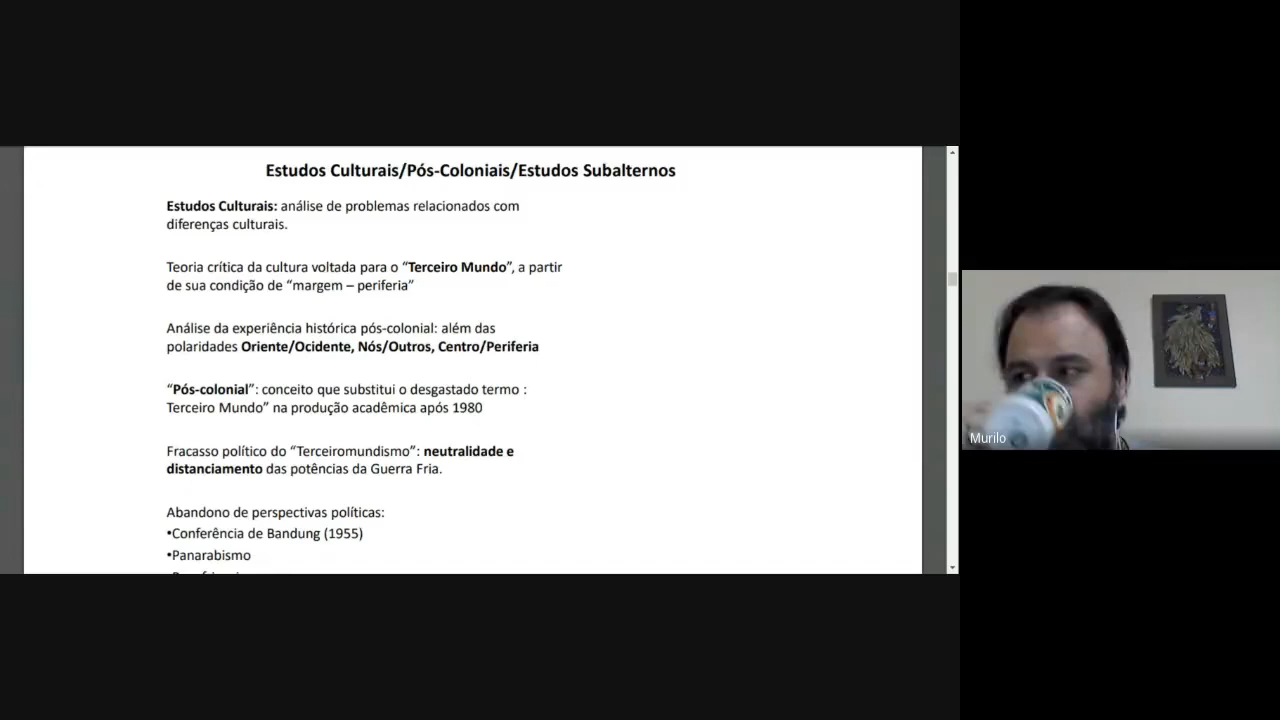 Estudos Culturais/Pós-Coloniais/Estudos Subalternos
Estudos Culturais: análise de problemas relacionados com
diferenças culturais.
Teoria crítica da cultura voltada para o “Terceiro Mundo”, a partir
de sua condição de “margem – periferia”
Análise da experiência histórica pós-colonial: além das
polaridades Oriente/Ocidente, Nós/Outros, Centro/Periferia
“Pós-colonial”: conceito que substitui o desgastado termo :
Terceiro Mundo” na produção acadêmica após 1980
Fracasso político do “Terceiromundismo”: neutralidade e
distanciamento das potências da Guerra Fria.
Abandono de perspectivas políticas:
•Conferência de Bandung (1955)
•Panarabismo
Murilo